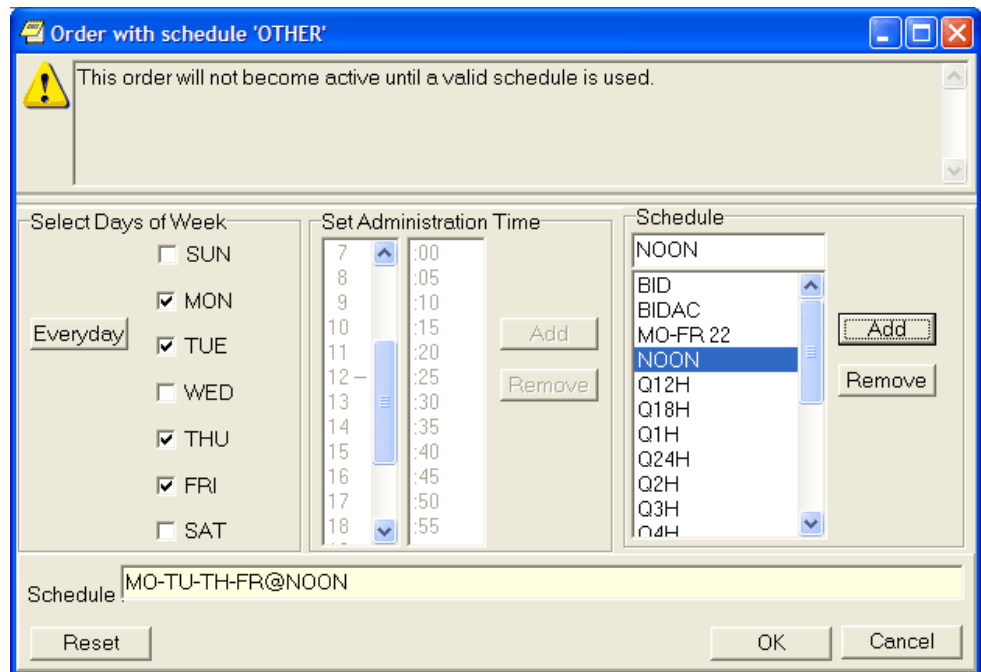 Order with schedule 'OTHER'
This order will not become active until a valid schedule is used.
Select Days of Week
SUN
MON
Everyday
TUE
WED
THU
FRI
SAT
Set Administration Time
7
8
9
10
11
12 –
13
14
15
16
17
18
:00
:05
:10
:15
:20
:25
:30
:35
:40
:45
:50
:55
Add
Remove
Schedule
NOON
BID
BIDAC
MO-FR 22
NOON
Q12H
Q18H
Q1H
Q24H
Q2H
Q3H
Q4H
Add
Remove
Schedule :
MO-TU-TH-FR@NOON
Reset
OK
Cancel